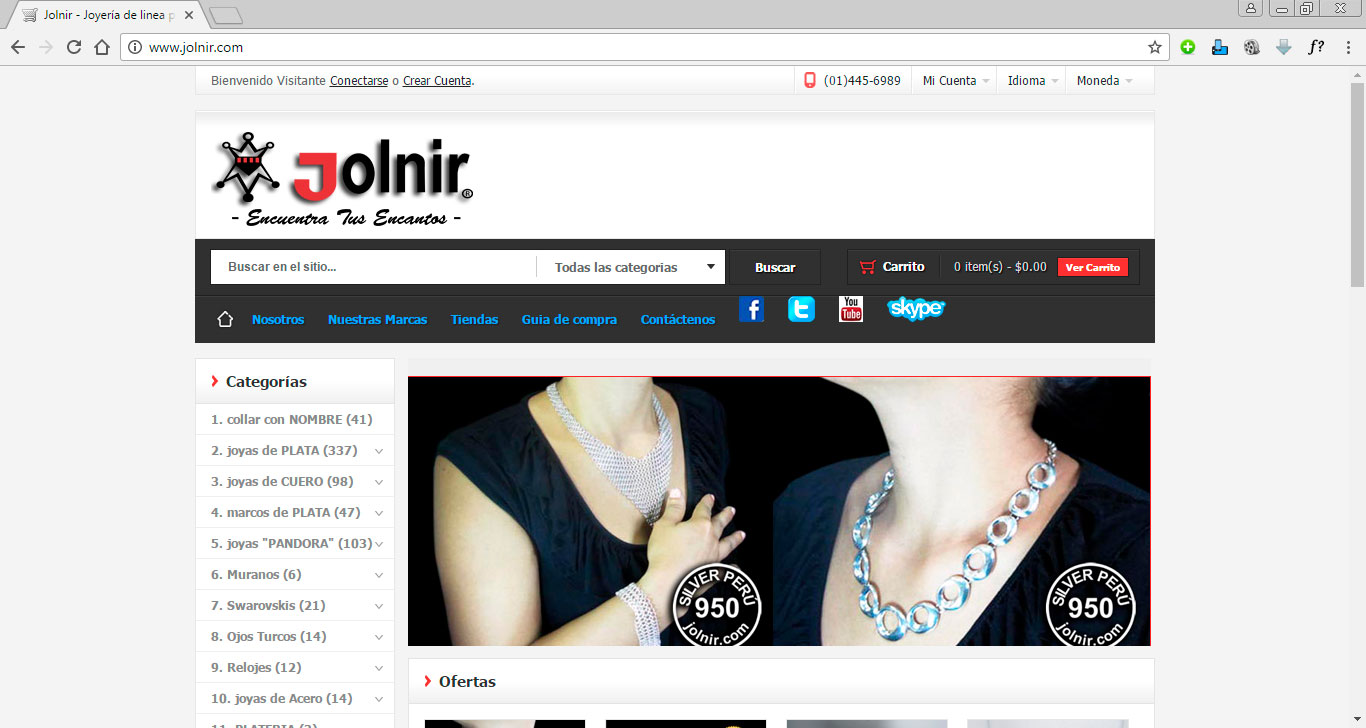 Jolnir - Joyería de linea p
www.jolnir.com
f?
Bienvenido Visitante Conectarse o Crear Cuenta.
(01)445-6989 Mi Cuenta Idioma Moneda
Jolnir®
- Encuentra Tus Encantos -
Buscar en el sitio... Todas las categorias Buscar Carrito 0 item(s) - $0.00 Ver Carrito
Nosotros Nuestras Marcas Tiendas Guia de compra Contáctenos f t You Tube skype
Categorías
1. collar con NOMBRE (41)
2. joyas de PLATA (337)
3. joyas de CUERO (98)
4. marcos de PLATA (47)
5. joyas "PANDORA" (103)
6. Muranos (6)
7. Swarovskis (21)
8. Ojos Turcos (14)
9. Relojes (12)
10. joyas de Acero (14)
SILVER PERÚ
950
jolnir.com
SILVER PERÚ
950
jolnir.com
Ofertas